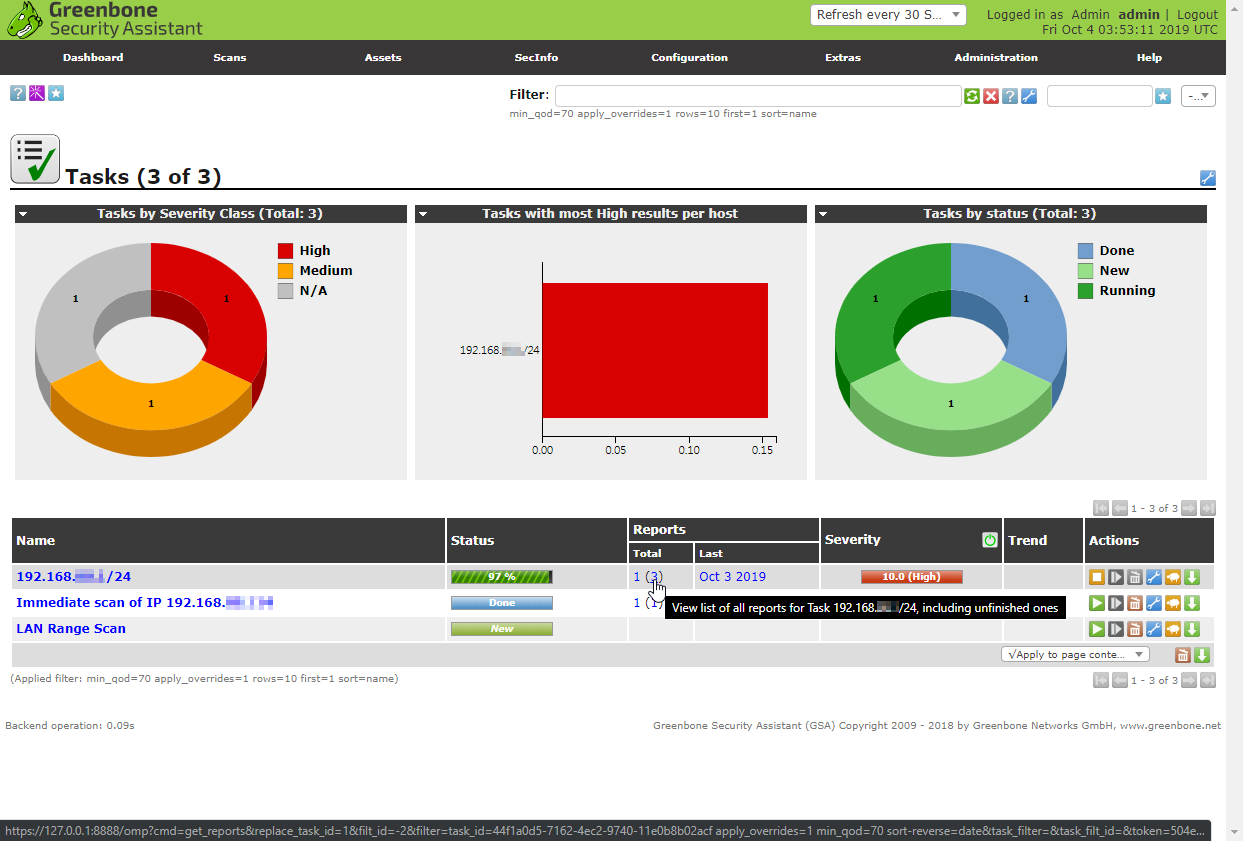 Greenbone
Security Assistant
Refresh every 30 S...
Logged in as Admin admin | Logout
Fri Oct 4 03:53:11 2019 UTC
Dashboard Scans Assets SecInfo Configuration Extras Administration Help
Filter:
-...
min_qod=70 apply_overrides=1 rows=10 first=1 sort=name
Tasks (3 of 3)
Tasks by Severity Class (Total: 3)
High
Medium
N/A
1 1
1
Tasks with most High results per host
192.168. /24
0.00 0.05 0.10 0.15
Tasks by status (Total: 3)
Done
New
Running
1 1
1
1 - 3 of 3
Name Status Reports Severity Trend Actions
Total Last
192.168. /24 97 % 1 (3) Oct 3 2019 10.0 (High)
Immediate scan of IP 192.168. Done 1 (1)
View list of all reports for Task 192.168. /24, including unfinished ones
LAN Range Scan New
√Apply to page conte...
(Applied filter: min_qod=70 apply_overrides=1 rows=10 first=1 sort=name)
1 - 3 of 3
Backend operation: 0.09s
Greenbone Security Assistant (GSA) Copyright 2009 - 2018 by Greenbone Networks GmbH, www.greenbone.net
https://127.0.0.1:8888/omp?cmd=get_reports&replace_task_id=1&filt_id=-2&filter=task_id=44f1a0d5-7162-4ec2-9740-11e0b8b02acf apply_overrides=1 min_qod=70 sort-reverse=date&task_filter=&task_filt_id=&token=504e...